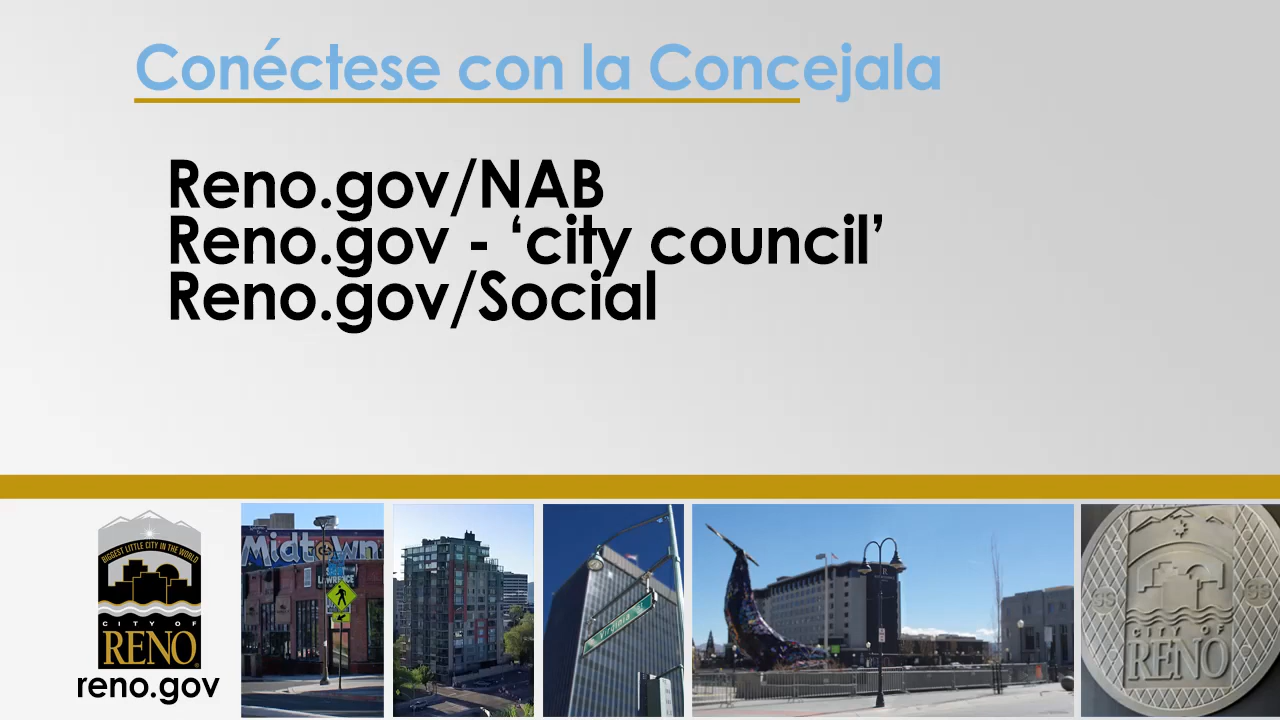 Conéctese con la Concejala
Reno.gov/NAB
Reno.gov - ‘city council’
Reno.gov/Social
BIGGEST LITTLE CITY IN THE WORLD
CITY OF
RENO
reno.gov
Midtown
LAWRENCE
Virginia
CITY OF
RENO